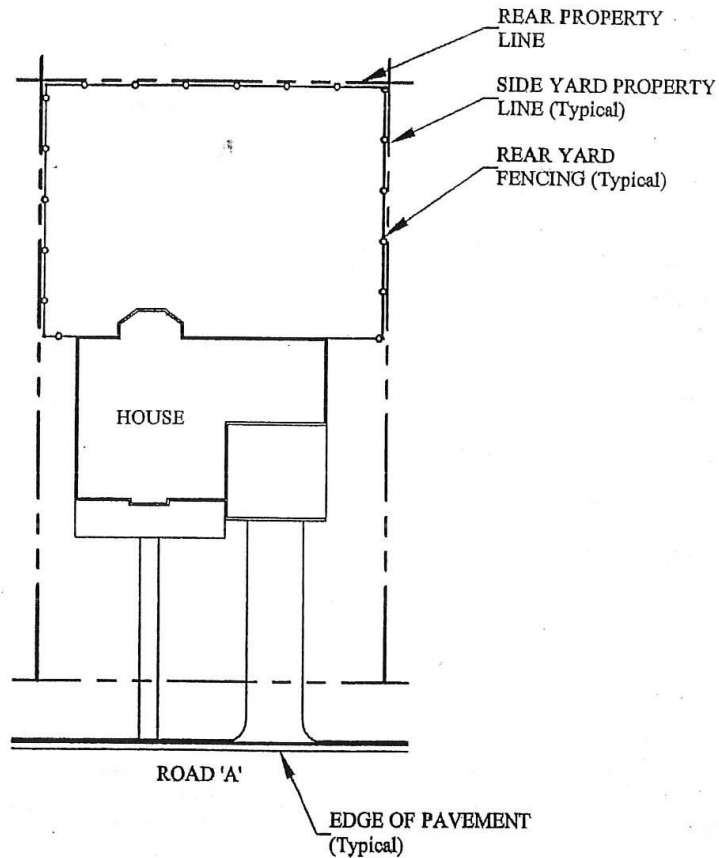 REAR PROPERTY
LINE
SIDE YARD PROPERTY
LINE (Typical)
REAR YARD
FENCING (Typical)
HOUSE
ROAD 'A'
EDGE OF PAVEMENT
(Typical)